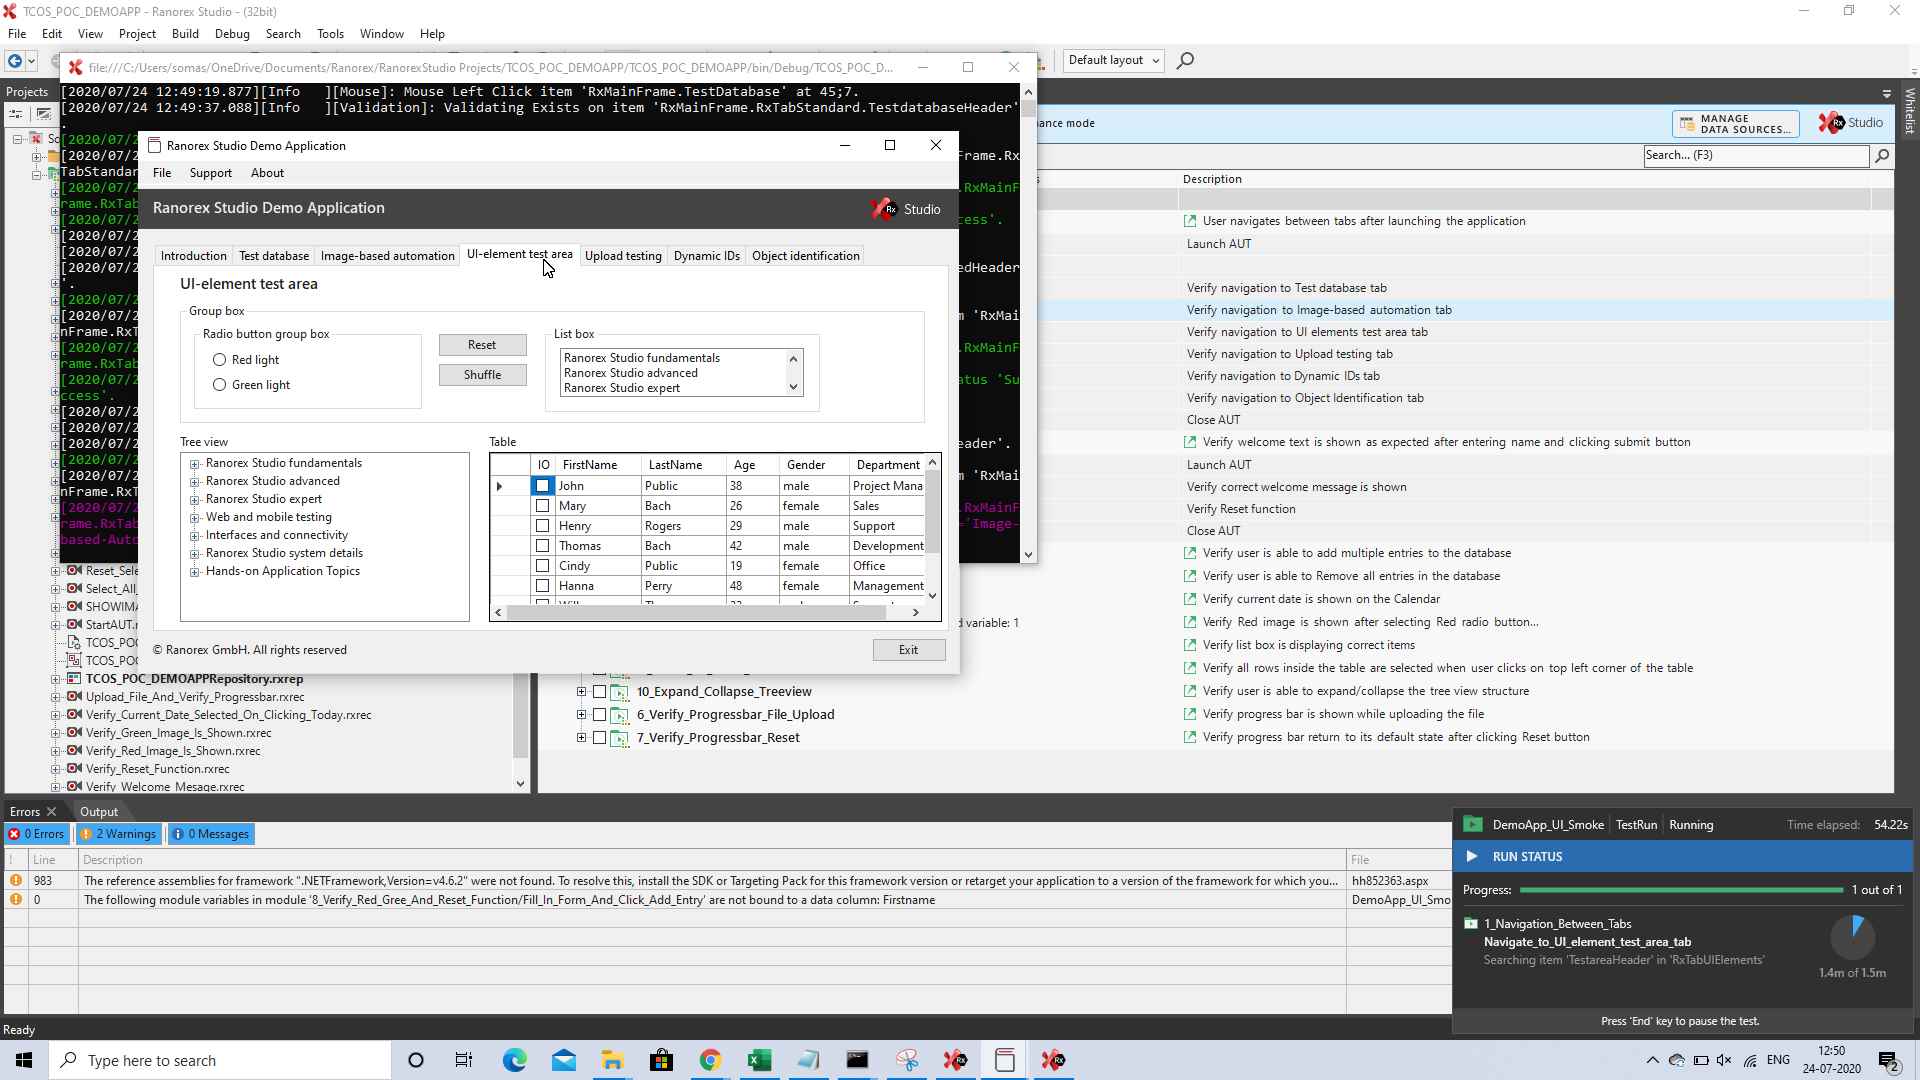 TCOS_POC_DEMOAPP - Ranorex Studio - (32bit)
File Edit View Project Build Debug Search Tools Window Help
Default layout
file:///C:/Users/somas/OneDrive/Documents/Ranorex/RanorexStudio Projects/TCOS_POC_DEMOAPP/TCOS_POC_DEMOAPP/bin/Debug/TCOS_POC_D...
Projects
[2020/07/24 12:49:19.877][Info ][Mouse]: Mouse Left Click item 'RxMainFrame.TestDatabase' at 45;7.
[2020/07/24 12:49:37.088][Info ][Validation]: Validating Exists on item 'RxMainFrame.RxTabStandard.TestdatabaseHeader'
.
Whitelist
ance mode
MANAGE
DATA SOURCES...
Rx Studio
Search... (F3)
Ranorex Studio Demo Application
File Support About
Ranorex Studio Demo Application
Rx Studio
Introduction Test database Image-based automation UI-element test area Upload testing Dynamic IDs Object identification
UI-element test area
Group box
Radio button group box
Red light
Green light
Reset
Shuffle
List box
Ranorex Studio fundamentals
Ranorex Studio advanced
Ranorex Studio expert
Tree view
Ranorex Studio fundamentals
Ranorex Studio advanced
Ranorex Studio expert
Web and mobile testing
Interfaces and connectivity
Ranorex Studio system details
Hands-on Application Topics
Table
IO FirstName LastName Age Gender Department
John Public 38 male Project Mana
Mary Bach 26 female Sales
Henry Rogers 29 male Support
Thomas Bach 42 male Development
Cindy Public 19 female Office
Hanna Perry 48 female Management
© Ranorex GmbH. All rights reserved
Exit
Description
User navigates between tabs after launching the application
Launch AUT
Verify navigation to Test database tab
Verify navigation to Image-based automation tab
Verify navigation to UI elements test area tab
Verify navigation to Upload testing tab
Verify navigation to Dynamic IDs tab
Verify navigation to Object Identification tab
Close AUT
Verify welcome text is shown as expected after entering name and clicking submit button
Launch AUT
Verify correct welcome message is shown
Verify Reset function
Close AUT
Verify user is able to add multiple entries to the database
Verify user is able to Remove all entries in the database
Verify current date is shown on the Calendar
d variable: 1
Verify Red image is shown after selecting Red radio button...
Verify list box is displaying correct items
Verify all rows inside the table are selected when user clicks on top left corner of the table
10_Expand_Collapse_Treeview Verify user is able to expand/collapse the tree view structure
6_Verify_Progressbar_File_Upload Verify progress bar is shown while uploading the file
7_Verify_Progressbar_Reset Verify progress bar return to its default state after clicking Reset button
Reset_Sele
Select_All_
SHOWIMA
StartAUT.r
TCOS_POC
TCOS_POC
TCOS_POC_DEMOAPPRepository.rxrep
Upload_File_And_Verify_Progressbar.rxrec
Verify_Current_Date_Selected_On_Clicking_Today.rxrec
Verify_Green_Image_Is_Shown.rxrec
Verify_Red_Image_Is_Shown.rxrec
Verify_Reset_Function.rxrec
Verify_Welcome_Mesage.rxrec
Errors Output
0 Errors 2 Warnings 0 Messages
! Line Description File
983 The reference assemblies for framework ".NETFramework,Version=v4.6.2" were not found. To resolve this, install the SDK or Targeting Pack for this framework version or retarget your application to a version of the framework for which you... hh852363.aspx
0 The following module variables in module '8_Verify_Red_Gree_And_Reset_Function/Fill_In_Form_And_Click_Add_Entry' are not bound to a data column: Firstname DemoApp_UI_Smo
DemoApp_UI_Smoke TestRun Running Time elapsed: 54.22s
RUN STATUS
Progress: 1 out of 1
1_Navigation_Between_Tabs
Navigate_to_UI_element_test_area_tab
Searching item 'TestareaHeader' in 'RxTabUIElements'
1.4m of 1.5m
Press 'End' key to pause the test.
Ready
Type here to search
ENG
12:50
24-07-2020
2